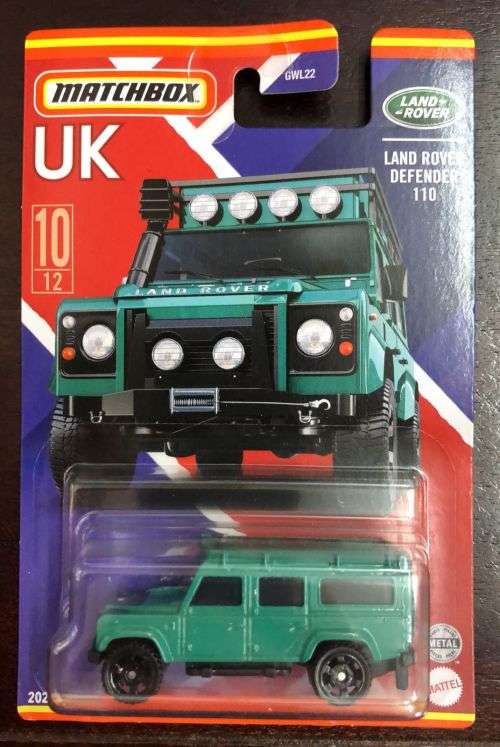 MATCHBOX
GWL22
UK
LAND ROVER
LAND ROVER
DEFENDER
110
10
12
LAND ROVER
METAL
MATTEL
202